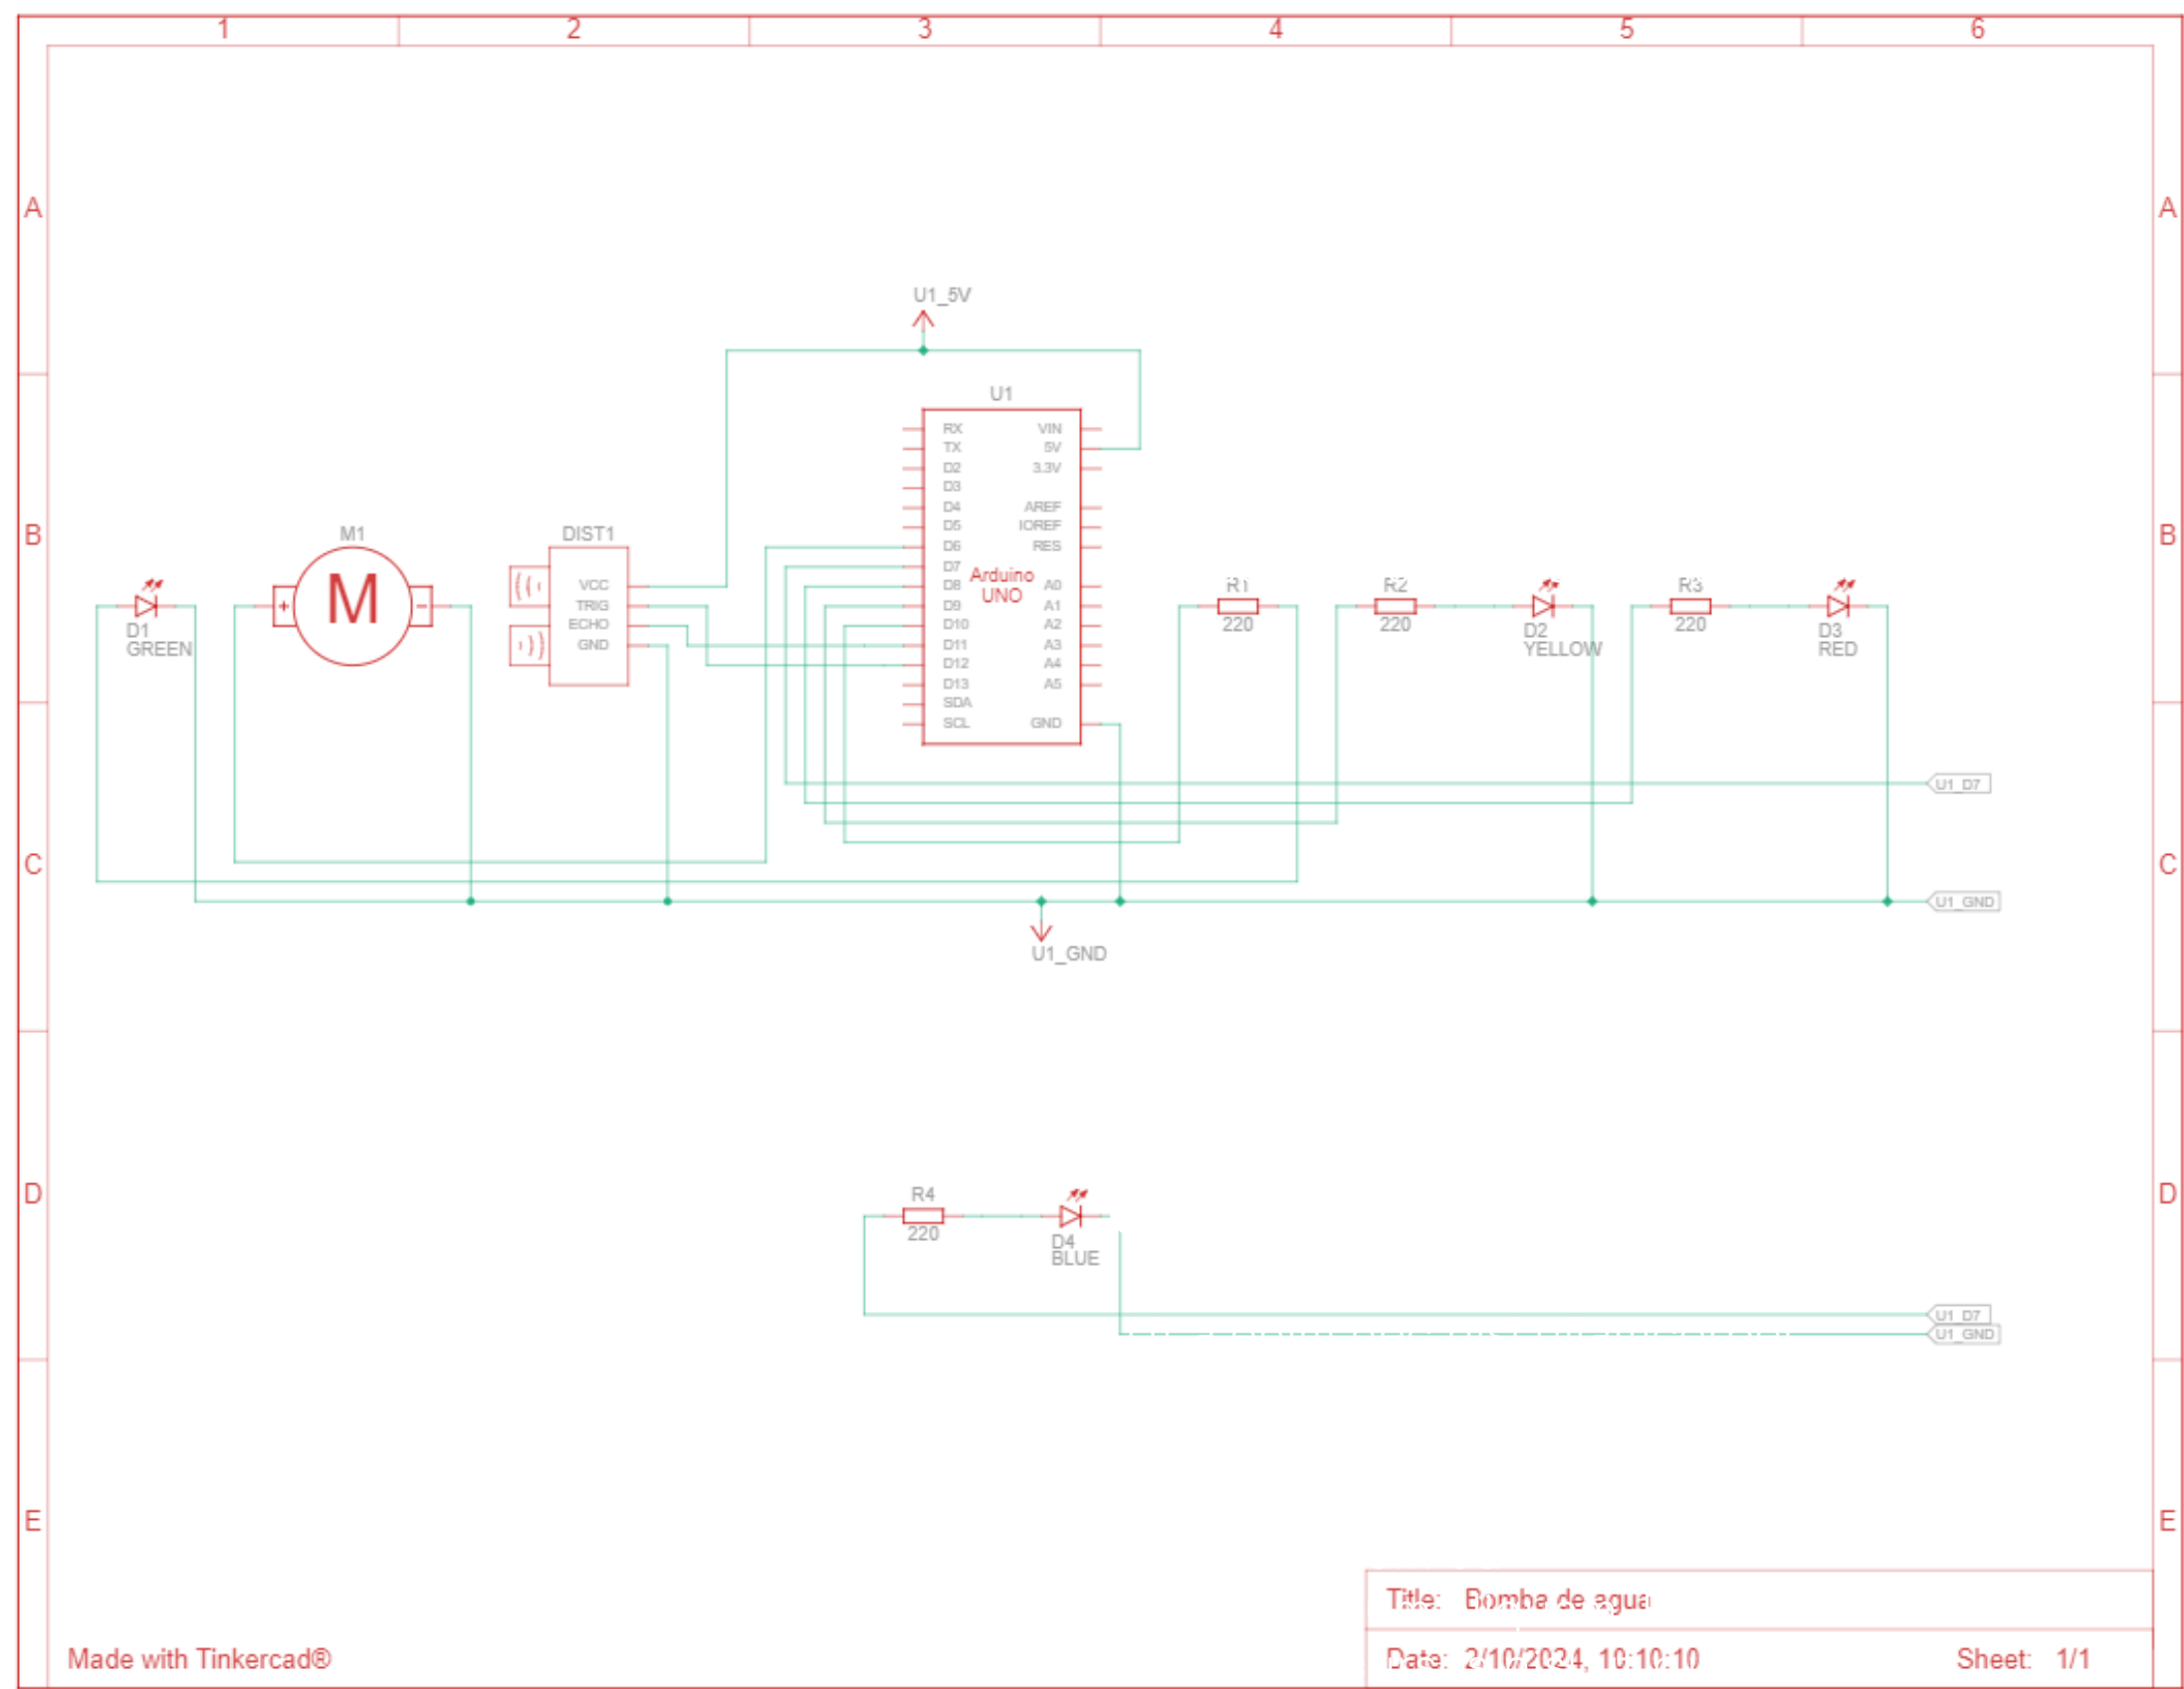 1 2 3 4 5 6
A A
U1_5V
U1
RX VIN
TX 5V
D2 3.3V
D3
D4 AREF
D5 IOREF
D6 RES
D7
D8 A0
D9 A1
D10 A2
D11 A3
D12 A4
D13 A5
SDA
SCL GND
Arduino
UNO
B B
M1
M
+ -
D1
GREEN
DIST1
VCC
TRIG
ECHO
GND
R1
220
R2
220
D2
YELLOW
R3
220
D3
RED
U1_D7
C C
U1_GND
U1_GND
D D
R4
220
D4
BLUE
U1_D7
U1_GND
E E
Title: Bomba de agua
Made with Tinkercad®
Date: 2/10/2024, 10:10:10 Sheet: 1/1